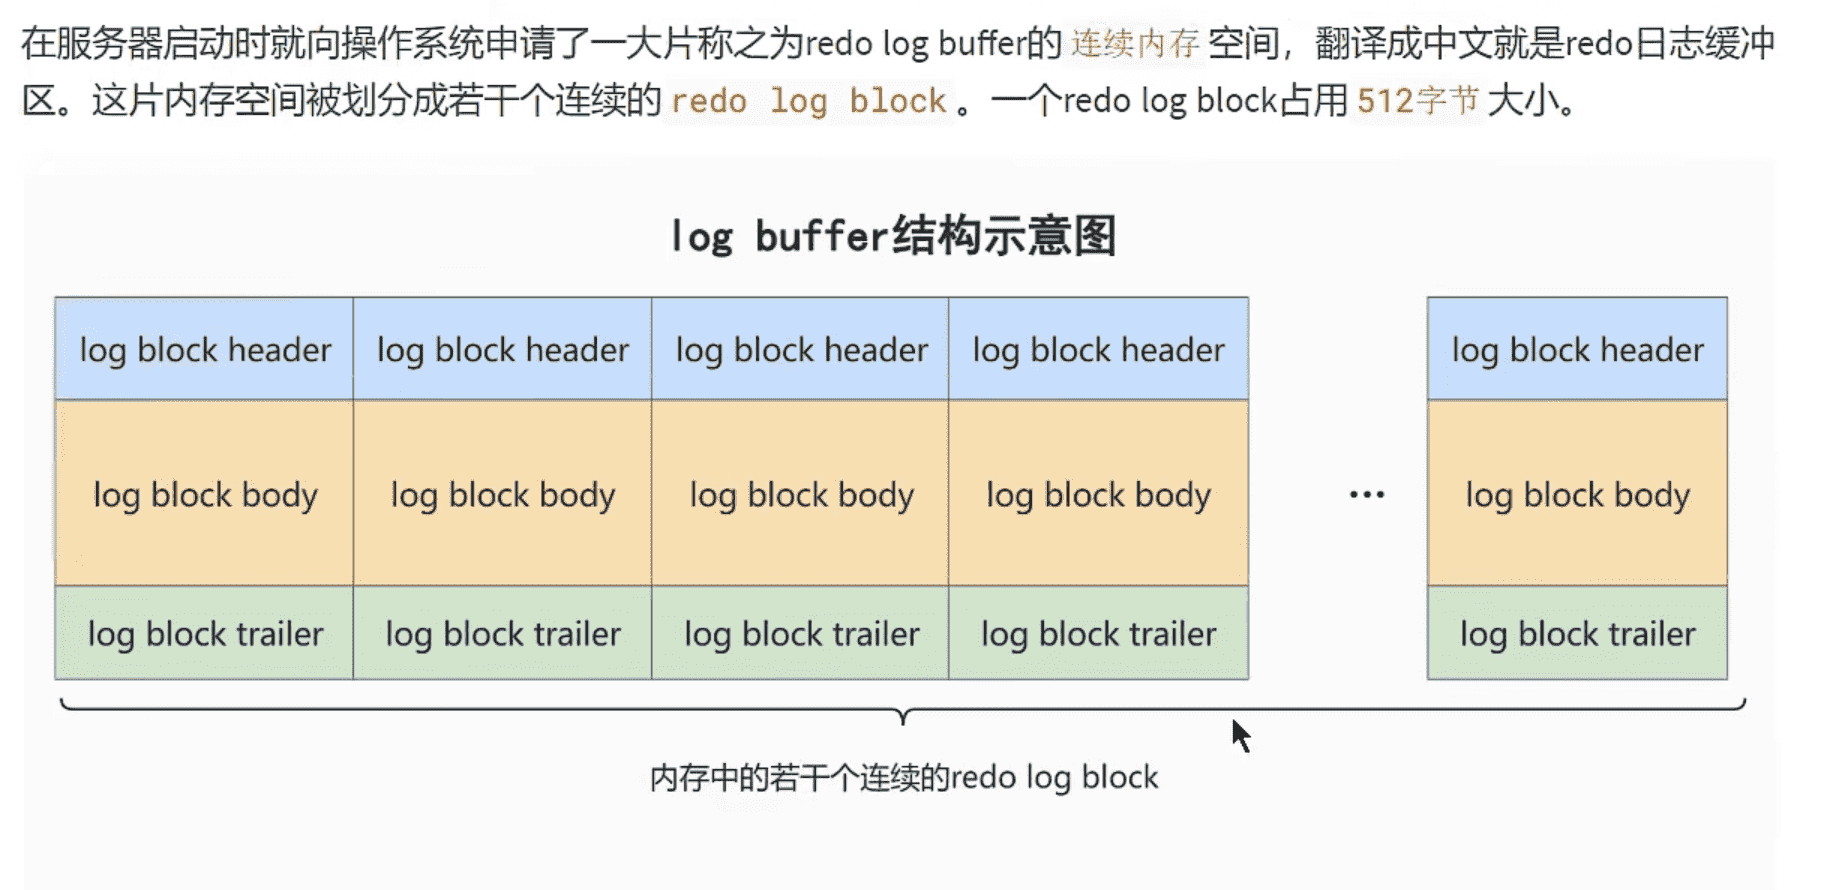 在服务器启动时就向操作系统申请了一大片称之为redo log buffer的 连续内存 空间，翻译成中文就是redo日志缓冲
区。这片内存空间被划分成若干个连续的 redo log block 。一个redo log block占用 512字节 大小。
log buffer结构示意图
log block header log block header log block header log block header log block header
log block body log block body log block body log block body ... log block body
log block trailer log block trailer log block trailer log block trailer log block trailer
内存中的若干个连续的redo log block